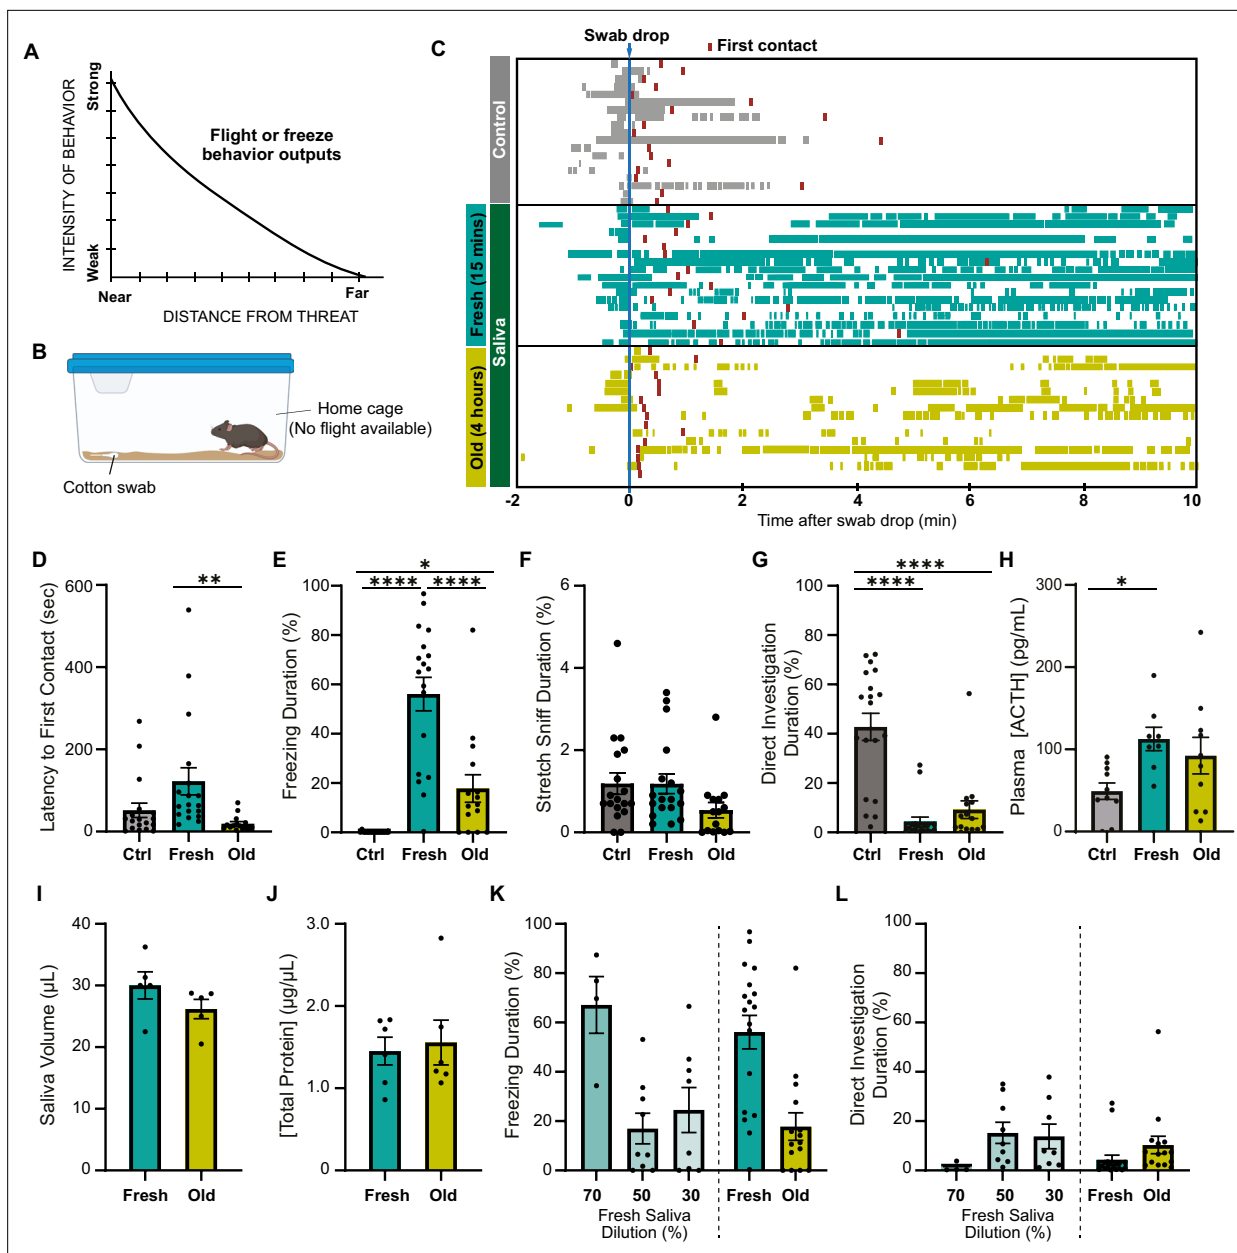 A
INTENSITY OF BEHAVIOR
Strong
Weak
Flight or freeze
behavior outputs
Near
Far
DISTANCE FROM THREAT
B
Home cage
(No flight available)
Cotton swab
C
Swab drop
First contact
Control
Saliva
Fresh (15 mins)
Old (4 hours)
-2 0 2 4 6 8 10
Time after swab drop (min)
D
Latency to First Contact (sec)
600
400
200
0
**
Ctrl Fresh Old
E
Freezing Duration (%)
100
80
60
40
20
0
*
**** ****
Ctrl Fresh Old
F
Stretch Sniff Duration (%)
6
4
2
0
Ctrl Fresh Old
G
Direct Investigation
Duration (%)
100
80
60
40
20
0
****
****
Ctrl Fresh Old
H
Plasma [ACTH] (pg/mL)
300
200
100
0
*
Ctrl Fresh Old
I
Saliva Volume (µL)
40
30
20
10
0
Fresh Old
J
[Total Protein] (µg/µL)
3.0
2.0
1.0
0
Fresh Old
K
Freezing Duration (%)
100
80
60
40
20
0
70 50 30 Fresh Old
Fresh Saliva
Dilution (%)
L
Direct Investigation
Duration (%)
100
80
60
40
20
0
70 50 30 Fresh Old
Fresh Saliva
Dilution (%)